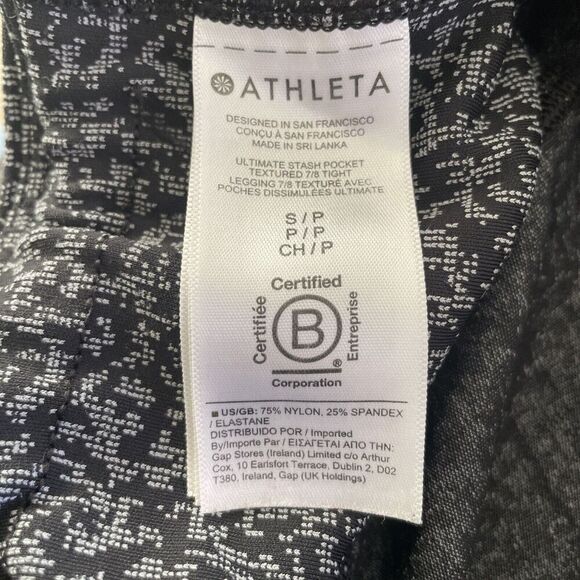 ATHLETA
DESIGNED IN SAN FRANCISCO
CONÇU À SAN FRANCISCO
MADE IN SRI LANKA
ULTIMATE STASH POCKET
TEXTURED 7/8 TIGHT
LEGGING 7/8 TEXTURÉ AVEC
POCHES DISSIMULÉES ULTIMATE
S / P
P / P
CH / P
Certified
Certifiée
B
Entreprise
®
Corporation
■ US/GB: 75% NYLON, 25% SPANDEX
/ ELASTANE
DISTRIBUIDO POR / Imported
By/Importe Par / ΕΙΣΑΓΕΤΑΙ ΑΠΟ ΤΗΝ:
Gap Stores (Ireland) Limited c/o Arthur
Cox, 10 Earlsfort Terrace, Dublin 2, D02
T380, Ireland, Gap (UK Holdings)